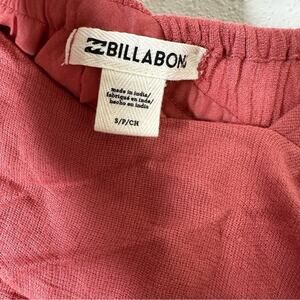 BILLABON
made in india/
fabriqué en inde/
hecho en india
S/P/CH